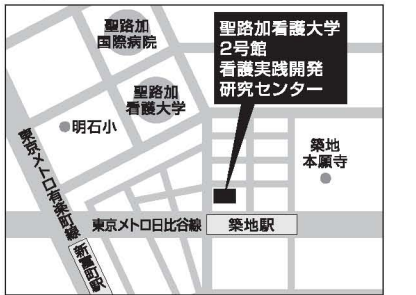 聖路加
国際病院
聖路加看護大学
2号館
看護実践開発
研究センター
聖路加
看護大学
明石小
築地
本願寺
東京メトロ有楽町線
新富町駅
東京メトロ日比谷線
築地駅